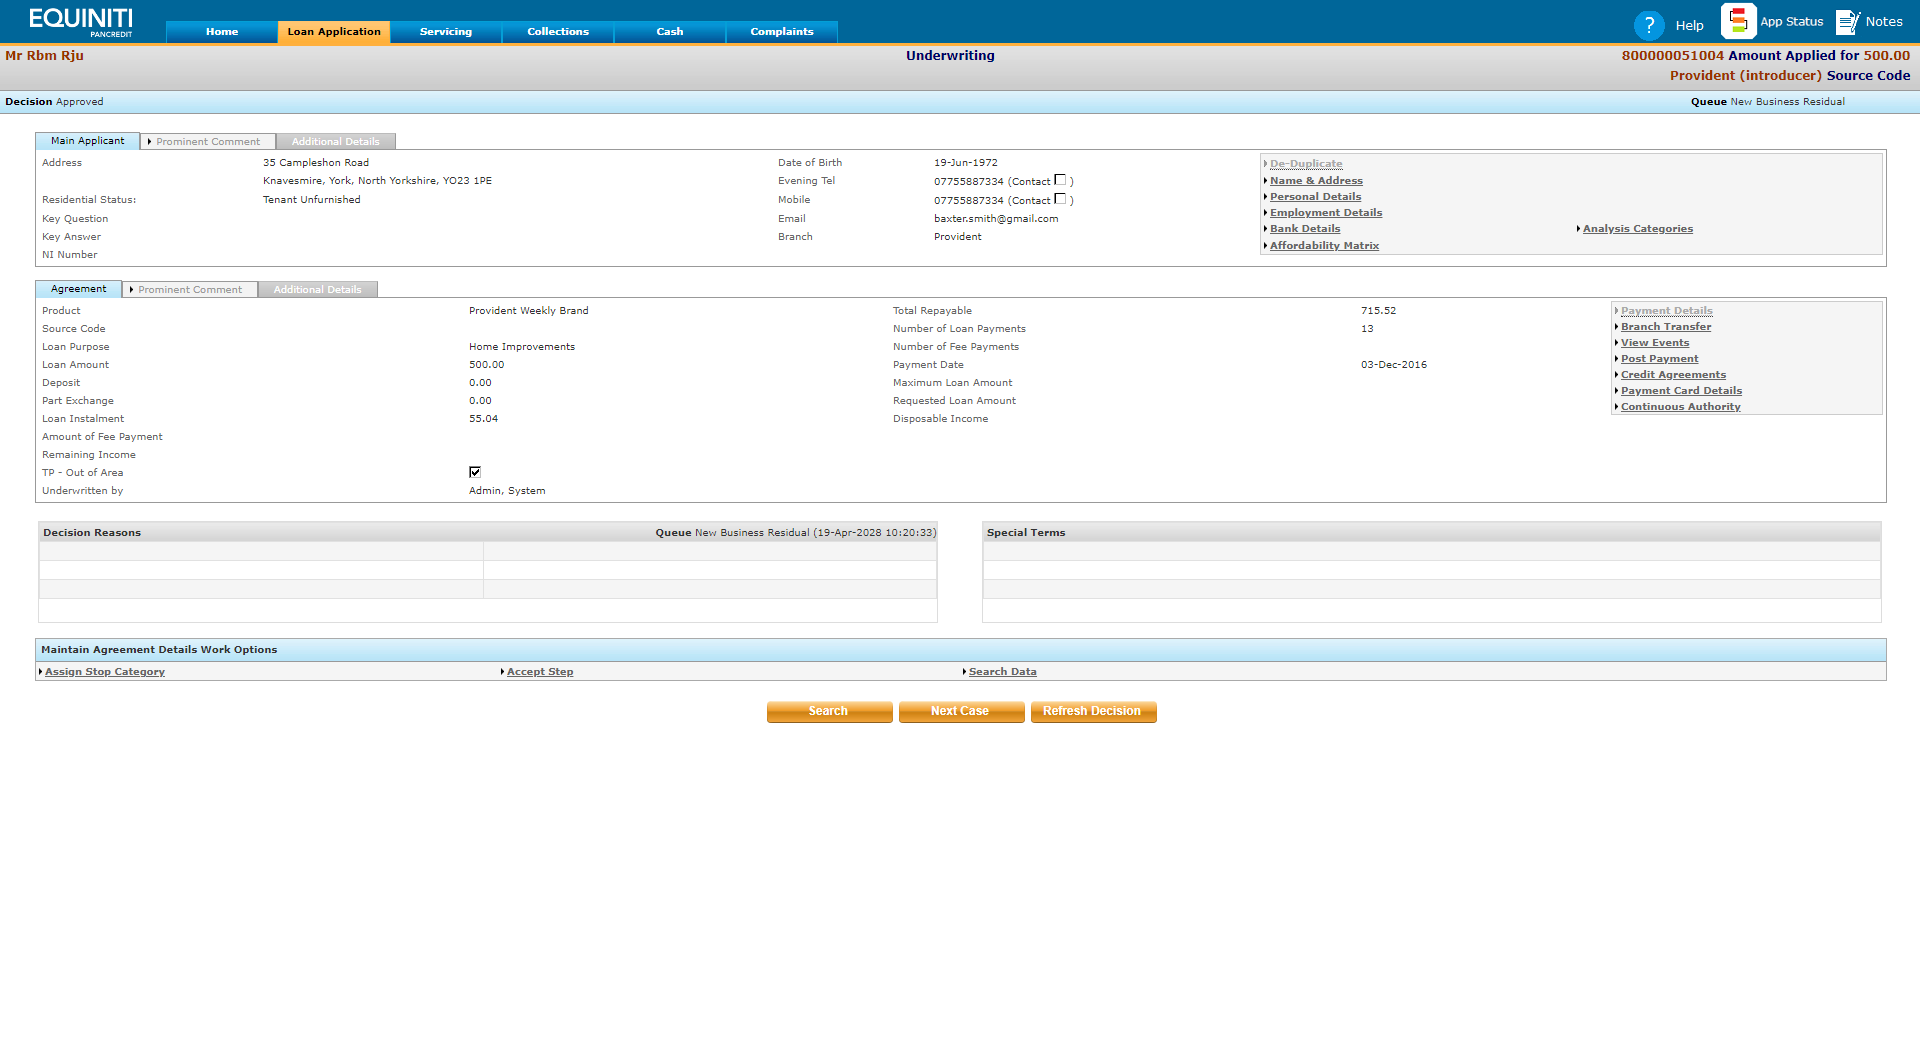 EQUINITI
PANCREDIT
Home Loan Application Servicing Collections Cash Complaints
? Help App Status Notes
Mr Rbm Rju Underwriting 800000051004 Amount Applied for 500.00
Provident (introducer) Source Code
Decision Approved Queue New Business Residual
Main Applicant Prominent Comment Additional Details
Address 35 Campleshon Road Date of Birth 19-Jun-1972 De-Duplicate
Knavesmire, York, North Yorkshire, YO23 1PE Evening Tel 07755887334 (Contact ) Name & Address
Residential Status: Tenant Unfurnished Mobile 07755887334 (Contact ) Personal Details
Key Question Email baxter.smith@gmail.com Employment Details
Key Answer Branch Provident Bank Details Analysis Categories
NI Number Affordability Matrix
Agreement Prominent Comment Additional Details
Product Provident Weekly Brand Total Repayable 715.52 Payment Details
Source Code Number of Loan Payments 13 Branch Transfer
Loan Purpose Home Improvements Number of Fee Payments View Events
Loan Amount 500.00 Payment Date 03-Dec-2016 Post Payment
Deposit 0.00 Maximum Loan Amount Credit Agreements
Part Exchange 0.00 Requested Loan Amount Payment Card Details
Loan Instalment 55.04 Disposable Income Continuous Authority
Amount of Fee Payment
Remaining Income
TP - Out of Area
Underwritten by Admin, System
Decision Reasons Queue New Business Residual (19-Apr-2028 10:20:33) Special Terms
Maintain Agreement Details Work Options
Assign Stop Category Accept Step Search Data
Search Next Case Refresh Decision